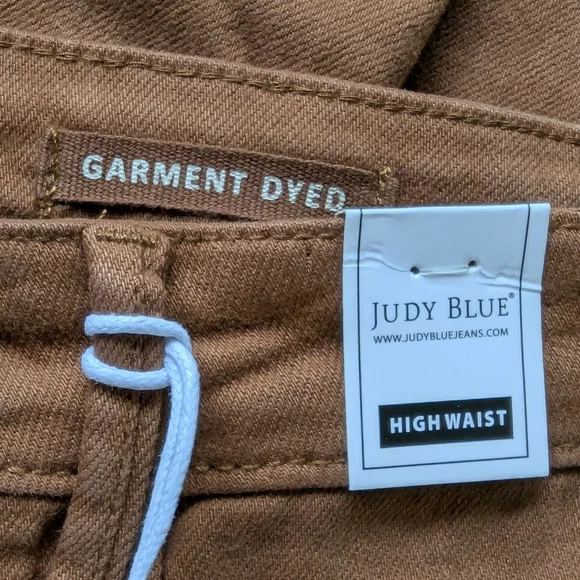 GARMENT DYED
JUDY BLUE®
WWW.JUDYBLUEJEANS.COM
HIGH WAIST